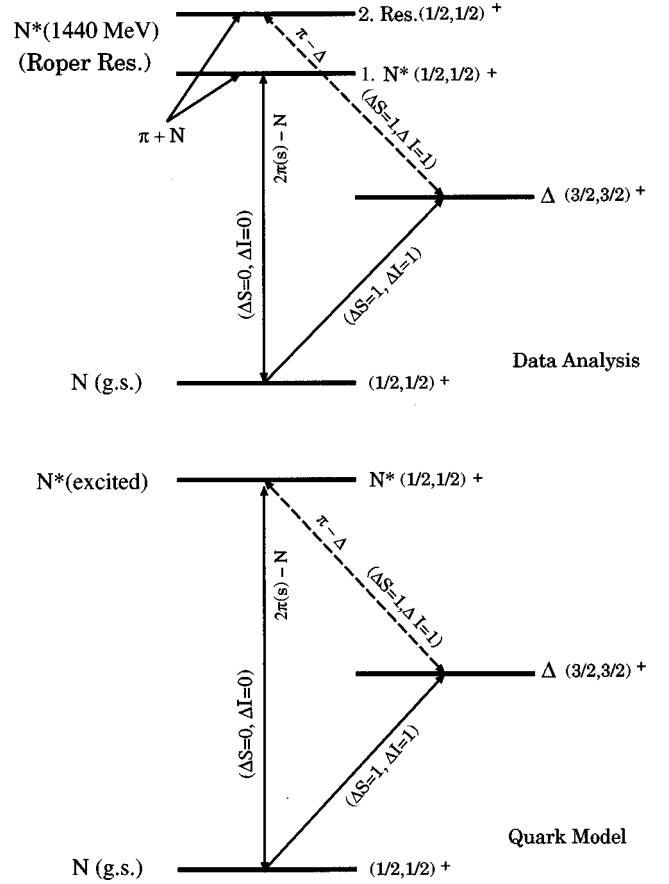 2. Res.(1/2,1/2) +
N*(1440 MeV)
(Roper Res.)
1. N* (1/2,1/2) +
π + N
π – Δ
(ΔS=1,Δ I=1)
2π(s) – N
(ΔS=0, ΔI=0)
Δ (3/2,3/2) +
(ΔS=1, ΔI=1)
N (g.s.)
(1/2,1/2) +
Data Analysis
N*(excited)
N* (1/2,1/2) +
π – Δ
(ΔS=1,Δ I=1)
2π(s) – N
(ΔS=0, ΔI=0)
Δ (3/2,3/2) +
(ΔS=1, ΔI=1)
Quark Model
N (g.s.)
(1/2,1/2) +